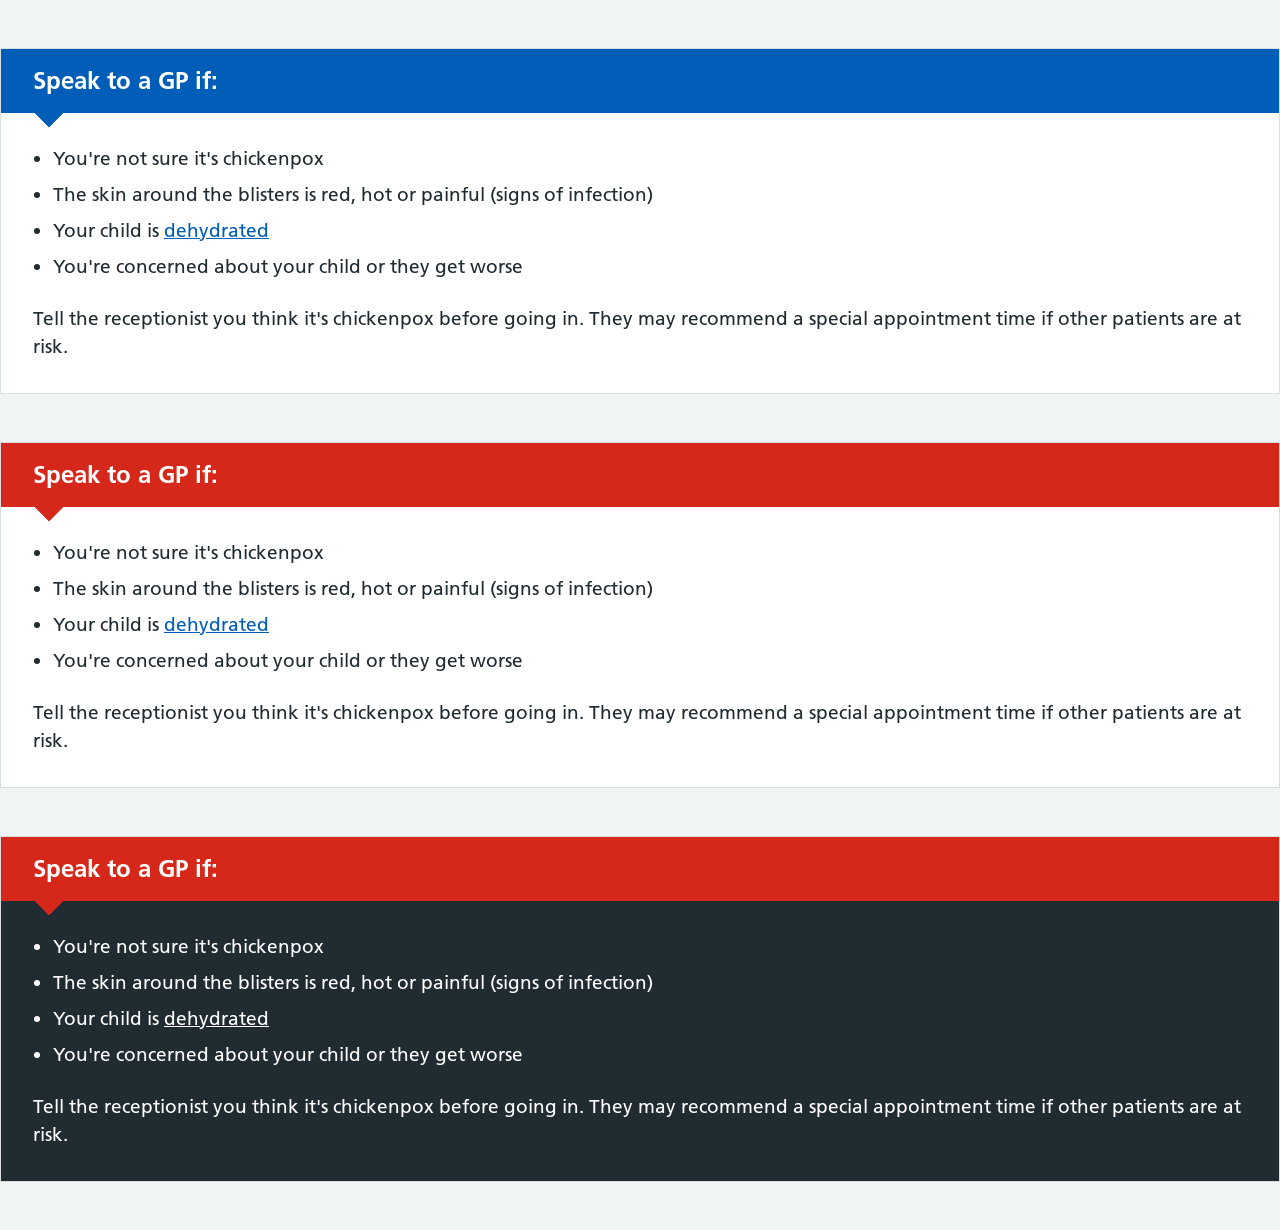 Speak to a GP if:
You're not sure it's chickenpox
The skin around the blisters is red, hot or painful (signs of infection)
Your child is dehydrated
You're concerned about your child or they get worse
Tell the receptionist you think it's chickenpox before going in. They may recommend a special appointment time if other patients are at
risk.
Speak to a GP if:
You're not sure it's chickenpox
The skin around the blisters is red, hot or painful (signs of infection)
Your child is dehydrated
You're concerned about your child or they get worse
Tell the receptionist you think it's chickenpox before going in. They may recommend a special appointment time if other patients are at
risk.
Speak to a GP if:
You're not sure it's chickenpox
The skin around the blisters is red, hot or painful (signs of infection)
Your child is dehydrated
You're concerned about your child or they get worse
Tell the receptionist you think it's chickenpox before going in. They may recommend a special appointment time if other patients are at
risk.